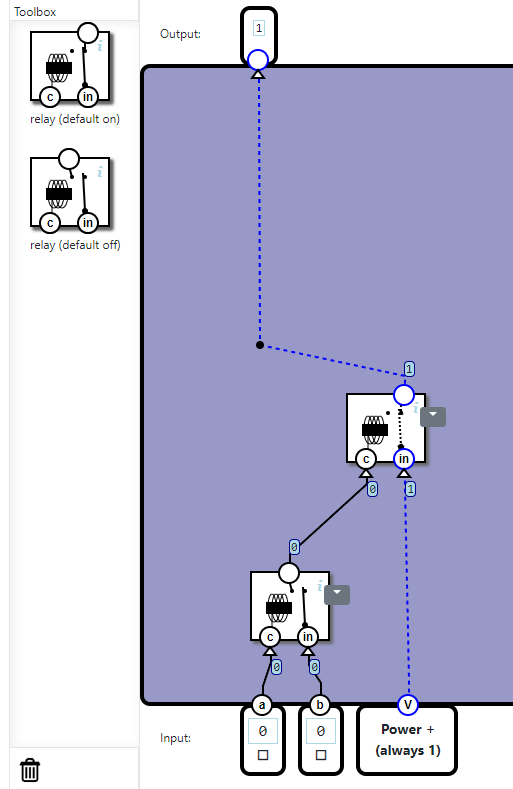 Toolbox
i
c in
relay (default on)
i
c in
relay (default off)
Output:
1
1
i
c in
0 1
0
i
c in
0 0
a b V
Input:
0 0
Power +
(always 1)